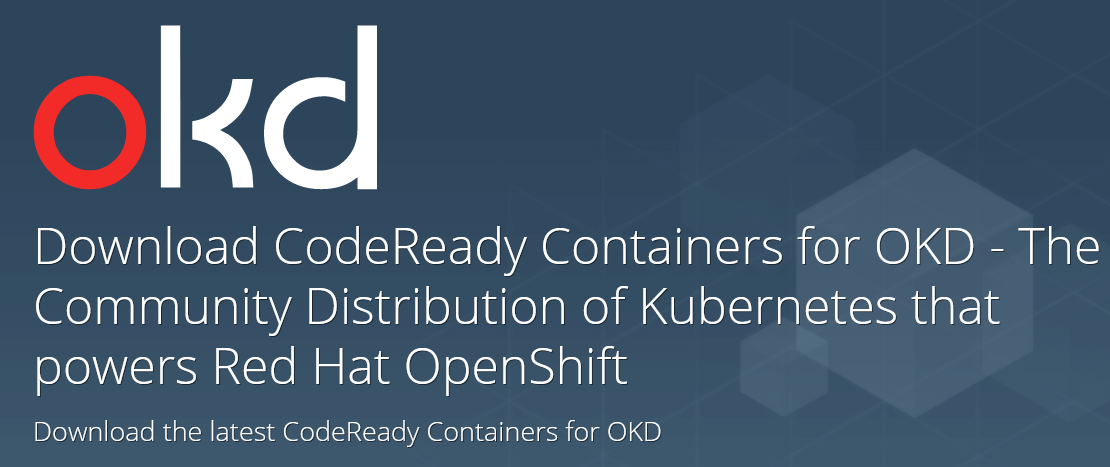 okd
Download CodeReady Containers for OKD - The
Community Distribution of Kubernetes that
powers Red Hat OpenShift
Download the latest CodeReady Containers for OKD